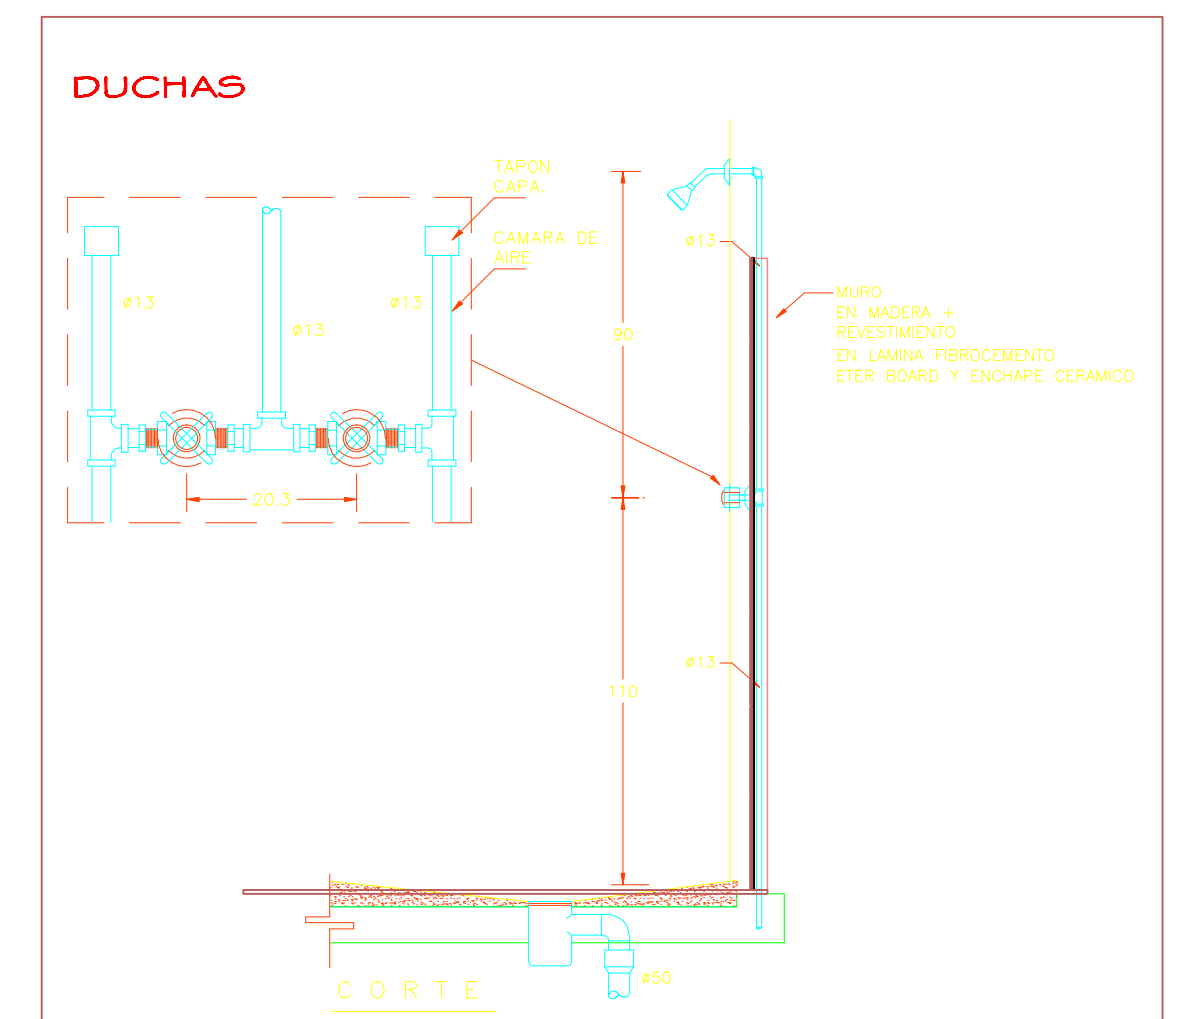 DUCHAS
TAPON
CAPA.
CAMARA DE
AIRE
ø13
ø13
ø13
20.3
ø13
90
MURO
EN MADERA +
REVESTIMIENTO
EN LAMINA FIBROCEMENTO
ETER BOARD Y ENCHAPE CERAMICO
ø13
110
ø50
CORTE